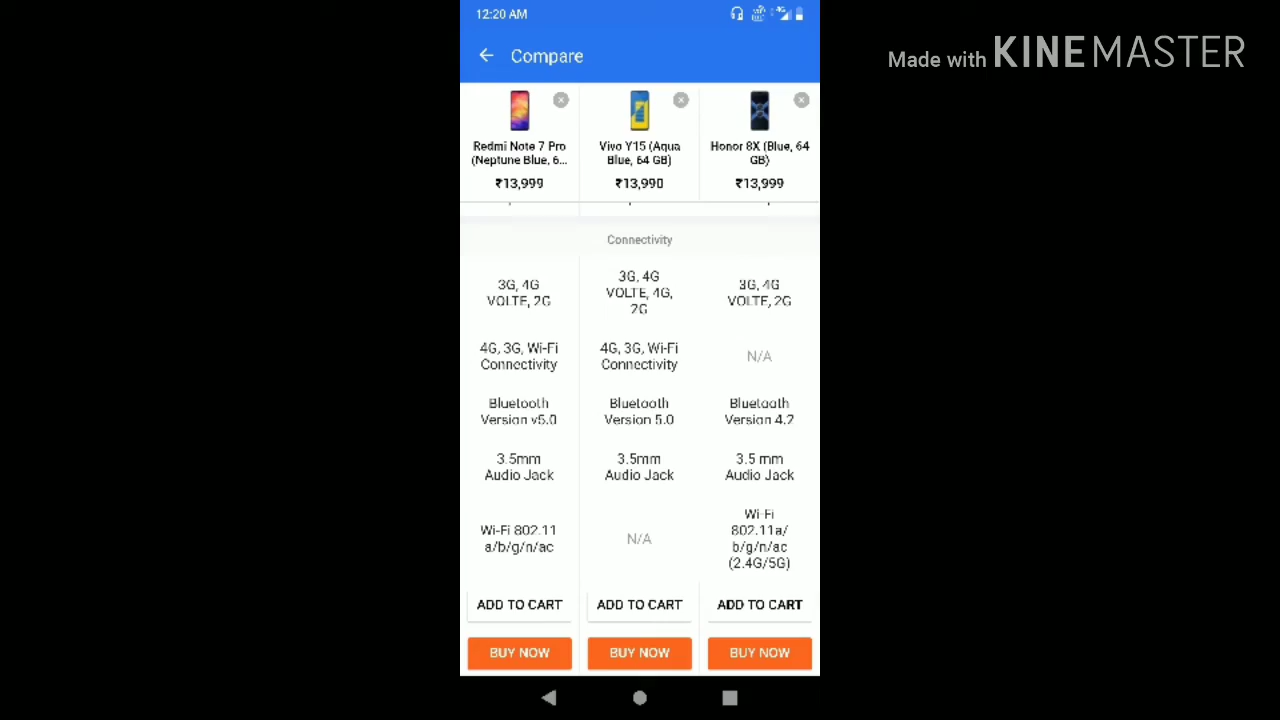 12:20 AM
4G
Made with KINEMASTER
Compare
Redmi Note 7 Pro
(Neptune Blue, 6...
₹13,999
Vivo Y15 (Aqua
Blue, 64 GB)
₹13,990
Honor 8X (Blue, 64
GB)
₹13,999
Connectivity
3G, 4G
VOLTE, 2G
3G, 4G
VOLTE, 4G,
2G
3G, 4G
VOLTE, 2G
4G, 3G, Wi-Fi
Connectivity
4G, 3G, Wi-Fi
Connectivity
N/A
Bluetooth
Version v5.0
Bluetooth
Version 5.0
Bluetooth
Version 4.2
3.5mm
Audio Jack
3.5mm
Audio Jack
3.5 mm
Audio Jack
Wi-Fi 802.11
a/b/g/n/ac
N/A
Wi-Fi
802.11a/
b/g/n/ac
(2.4G/5G)
ADD TO CART
ADD TO CART
ADD TO CART
BUY NOW
BUY NOW
BUY NOW